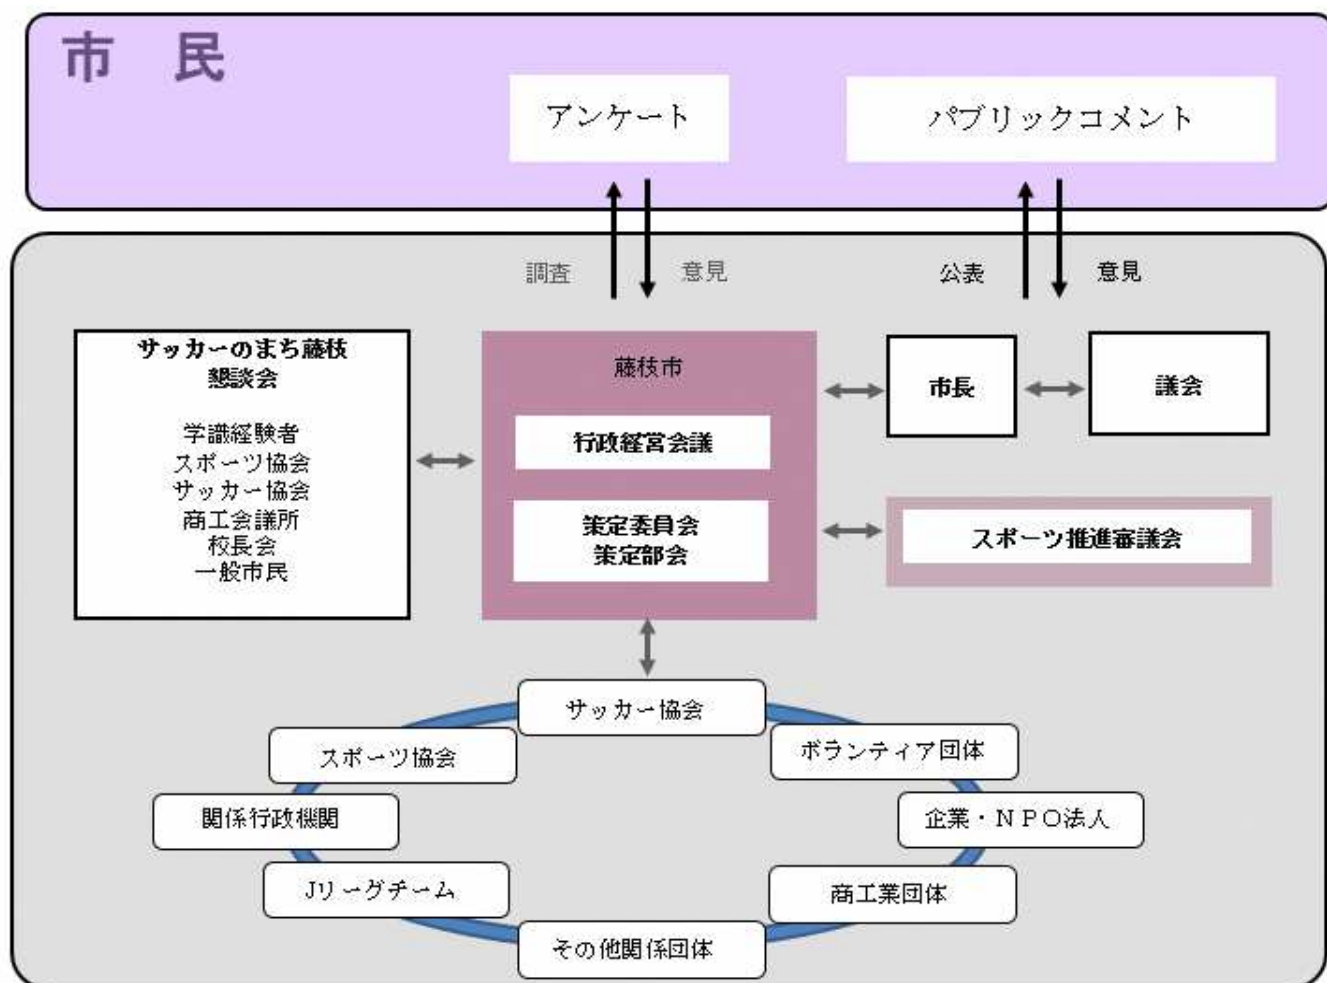 市　民
アンケート
パブリックコメント
調査
意見
公表
意見
サッカーのまち藤枝
懇談会
学識経験者
スポーツ協会
サッカー協会
商工会議所
校長会
一般市民
藤枝市
行政経営会議
策定委員会
策定部会
市長
議会
スポーツ推進審議会
サッカー協会
スポーツ協会
ボランティア団体
関係行政機関
企業・ＮＰＯ法人
Jリーグチーム
商工業団体
その他関係団体